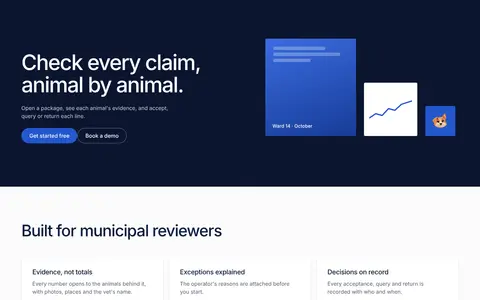 Check every claim,
animal by animal.
Open a package, see each animal's evidence, and accept,
query or return each line.
Get started free
Book a demo
Ward 14 · October
Built for municipal reviewers
Evidence, not totals
Every number opens to the animals behind it,
with photos, places and the vet's name.
Exceptions explained
The operator's reasons are attached before
you start.
Decisions on record
Every accept, query and return is
recorded with who and when.